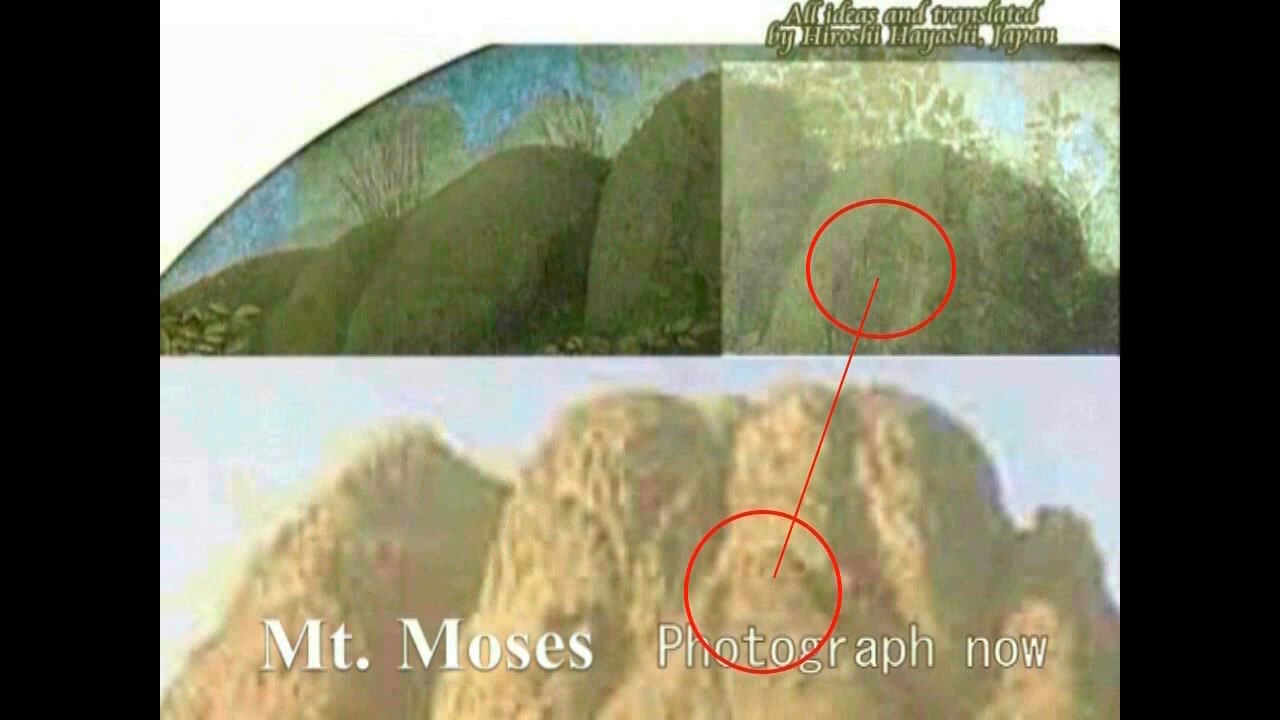 All ideas and translated
by Hiroshi Hayashi, Japan
Mt. Moses Photograph now